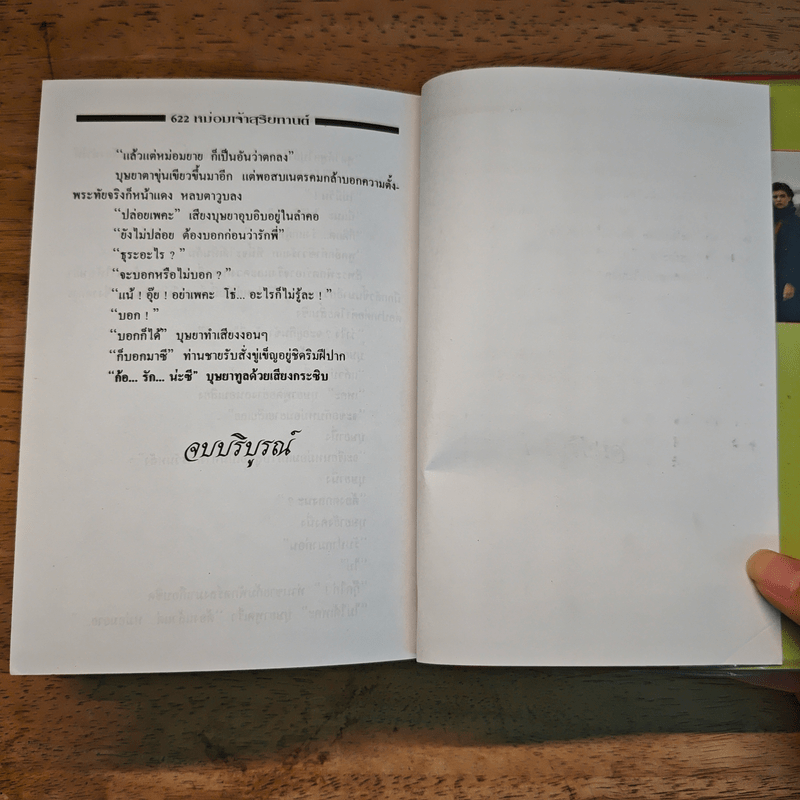 622 หม่อมเจ้าสุริยกานต์
“แล้วแต่หม่อมยาย ก็เป็นอันว่าตกลง”
บุษยาตาขุ่นเขียวขึ้นมาอีก แต่พอสบเนตรคมกล้าบอกความตั้ง-
พระทัยจริงก็หน้าแดง หลบตาวูบลง
“ปล่อยเพคะ” เสียงบุษยาอุบอิบอยู่ในลำคอ
“ยังไม่ปล่อย ต้องบอกก่อนว่ารักพี่”
“ธุระอะไร ? ”
“จะบอกหรือไม่บอก ? ”
“แน้ ! อุ๊ย ! อย่าเพคะ โช่... อะไรก็ไม่รู้ละ ! ”
“บอก ! ”
“บอกก็ได้” บุษยาทำเสียงงอนๆ
“ก็บอกมาซี” ท่านชายรับสั่งขู่เข็ญอยู่ชิดริมฝีปาก
“ก้อ... รัก... น่ะซี” บุษยาทูลด้วยเสียงกระซิบ
จบบริบูรณ์